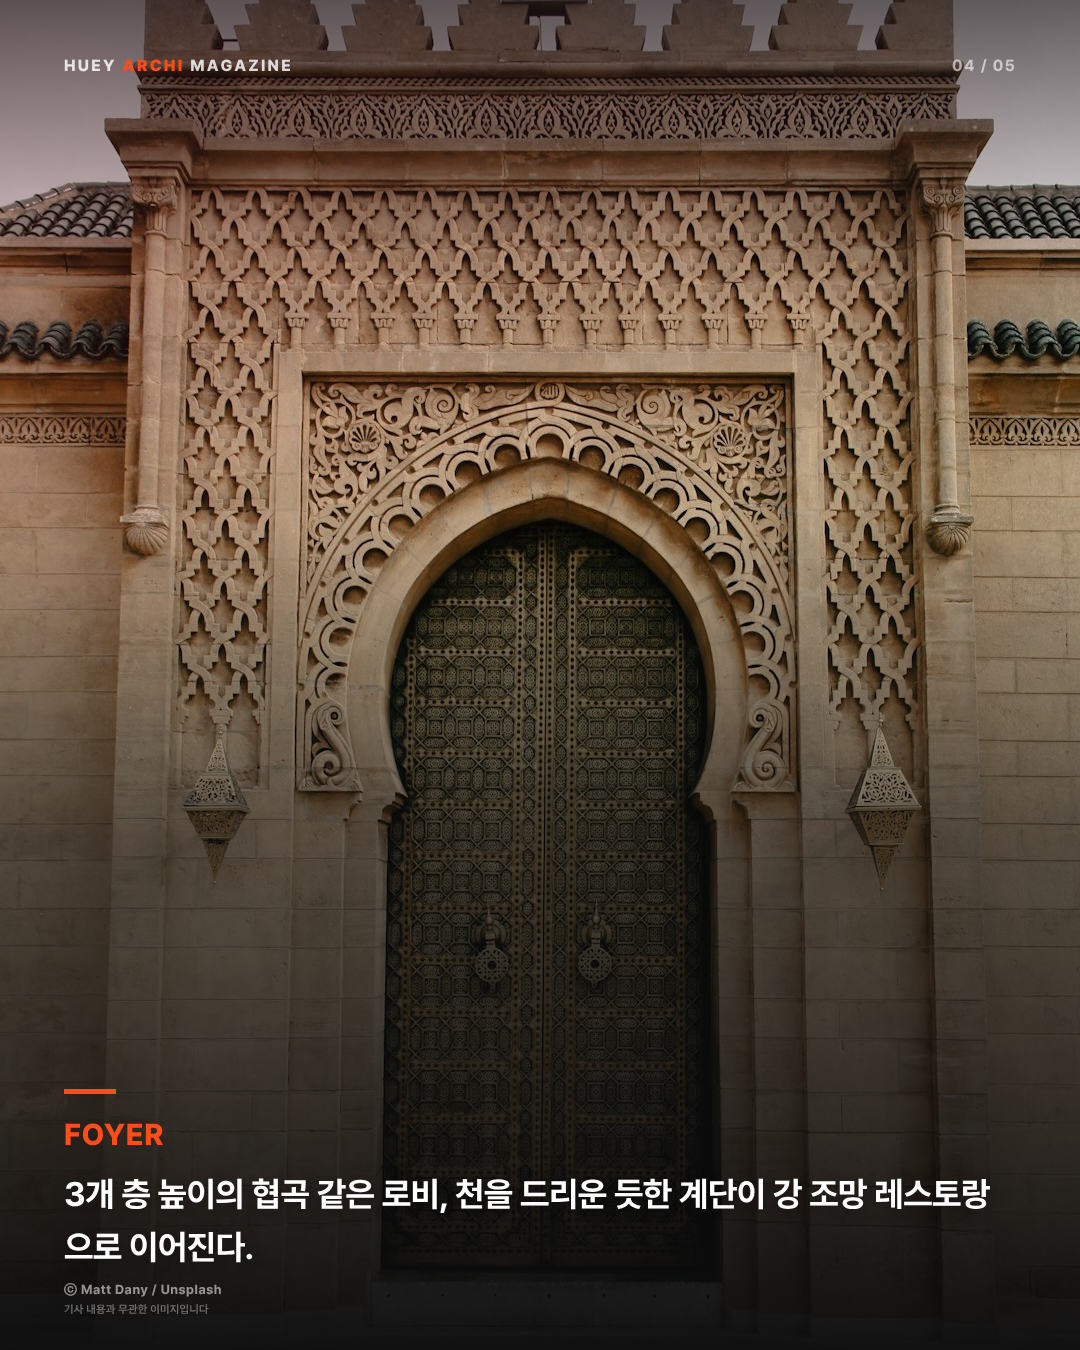 HUEY ARCHI MAGAZINE
04 / 05
FOYER
3개 층 높이의 협곡 같은 로비, 천을 드리운 듯한 계단이 강 조망 레스토랑
으로 이어진다.
© Matt Dany / Unsplash
기사 내용과 무관한 이미지입니다